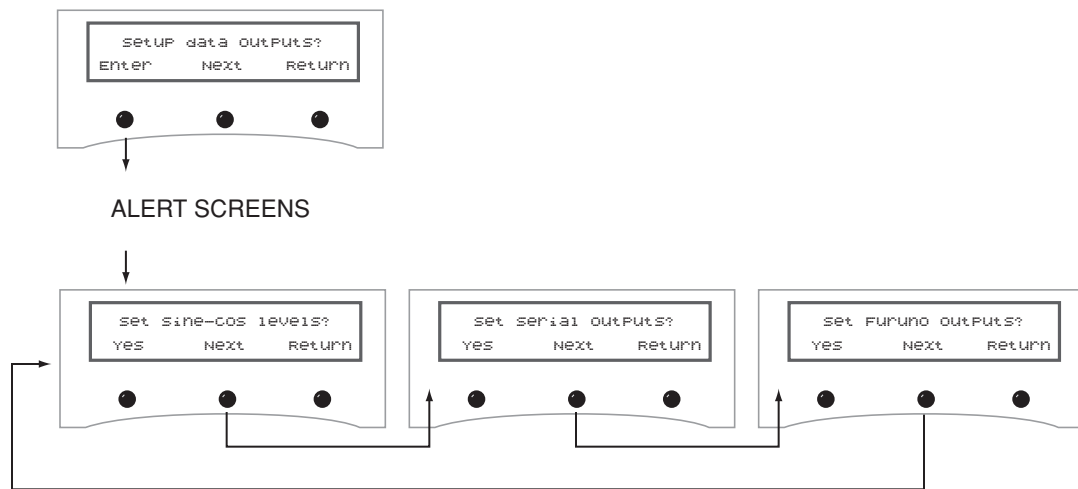 Setup data outputs?
Enter Next Return
ALERT SCREENS
Set Sine-Cos levels?
Yes Next Return
Set Serial outputs?
Yes Next Return
Set Furuno outputs?
Yes Next Return